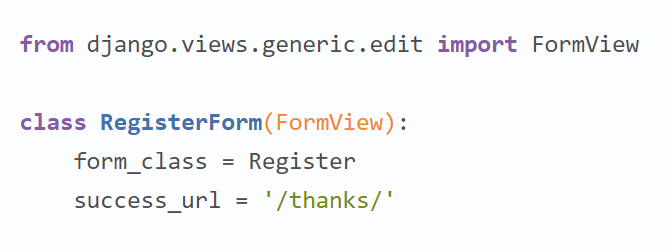 from django.views.generic.edit import FormView
class RegisterForm(FormView):
    form_class = Register
    success_url = '/thanks/'